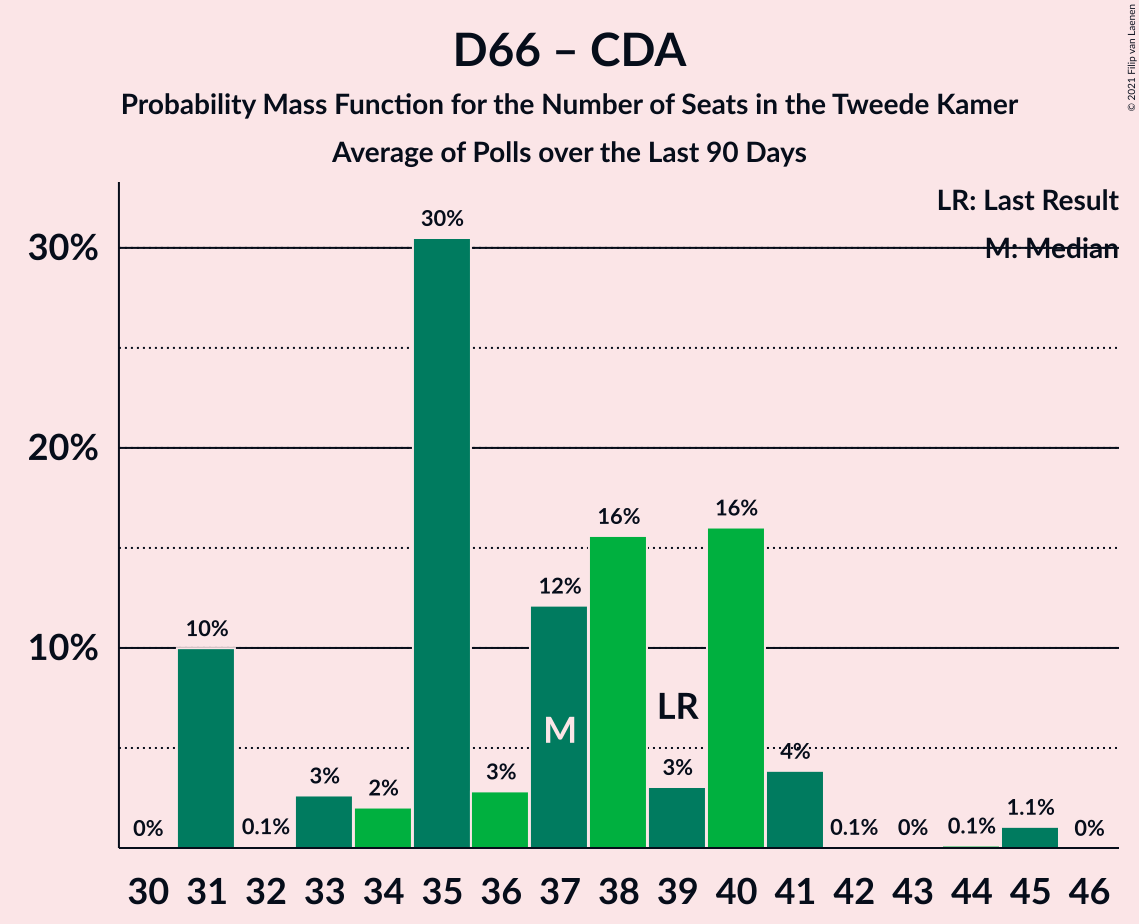 D66 – CDA
Probability Mass Function for the Number of Seats in the Tweede Kamer
Average of Polls over the Last 90 Days
© 2021 Filip van Laenen
LR: Last Result
M: Median
30%
20%
10%
0%
10%
0.1%
3%
2%
30%
3%
12%
16%
3%
16%
4%
0.1%
0%
0.1%
1.1%
0%
M
LR
30 31 32 33 34 35 36 37 38 39 40 41 42 43 44 45 46